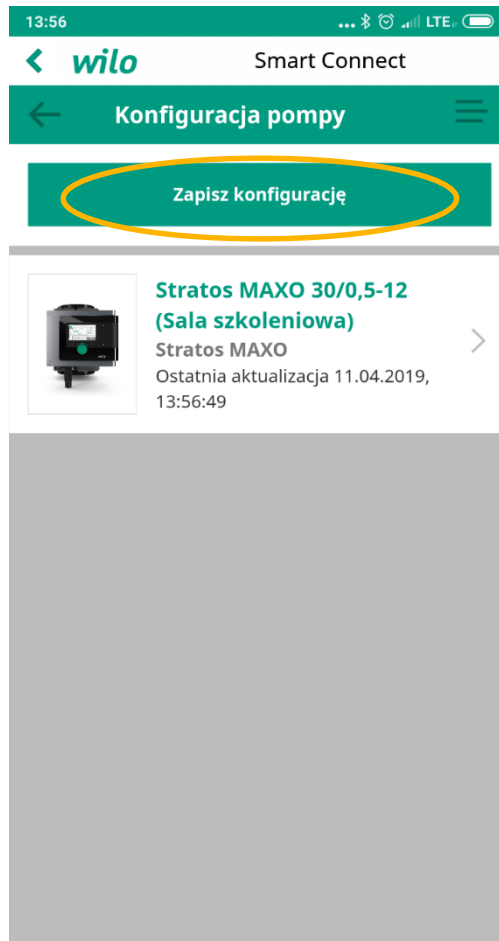 13:56 LTE
wilo Smart Connect
Konfiguracja pompy
Zapisz konfigurację
Stratos MAXO 30/0,5-12
(Sala szkoleniowa)
Stratos MAXO
Ostatnia aktualizacja 11.04.2019,
13:56:49